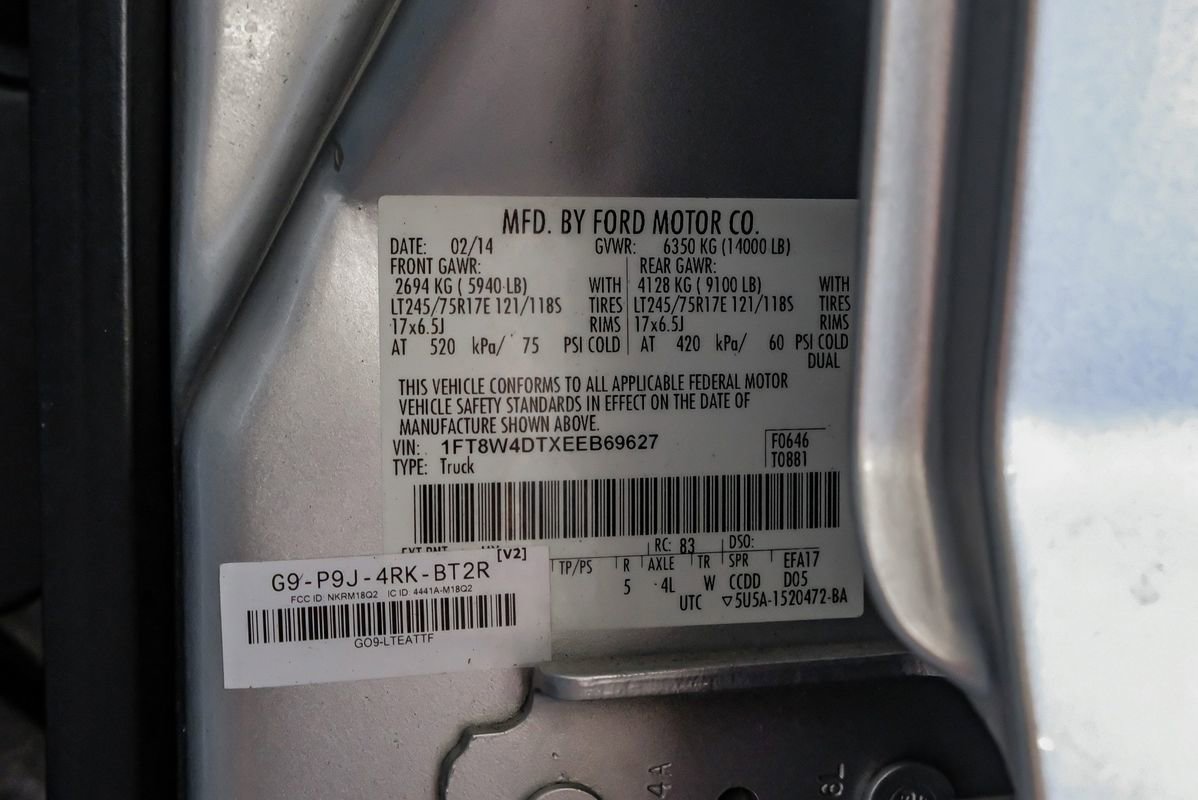 MFD. BY FORD MOTOR CO.
DATE: 02/14 GVWR: 6350 KG (14000 LB)
FRONT GAWR: REAR GAWR:
2694 KG ( 5940 LB) WITH 4128 KG ( 9100 LB) WITH
LT245/75R17E 121/118S TIRES LT245/75R17E 121/118S TIRES
17x6.5J RIMS 17x6.5J RIMS
AT 520 kPa/ 75 PSI COLD AT 420 kPa/ 60 PSI COLD
DUAL
THIS VEHICLE CONFORMS TO ALL APPLICABLE FEDERAL MOTOR
VEHICLE SAFETY STANDARDS IN EFFECT ON THE DATE OF
MANUFACTURE SHOWN ABOVE.
VIN: 1FT8W4DTXEEB69627 F0646
TYPE: Truck T0881
EXT PNT RC: 83 DSO:
TP/PS R AXLE TR SPR EFA17
5 4L W CCDD D05
UTC ▽5U5A-1520472-BA
[V2]
G9-P9J-4RK-BT2R
FCC ID: NKRM18Q2 IC ID: 4441A-M18Q2
GO9-LTEATTF
4A